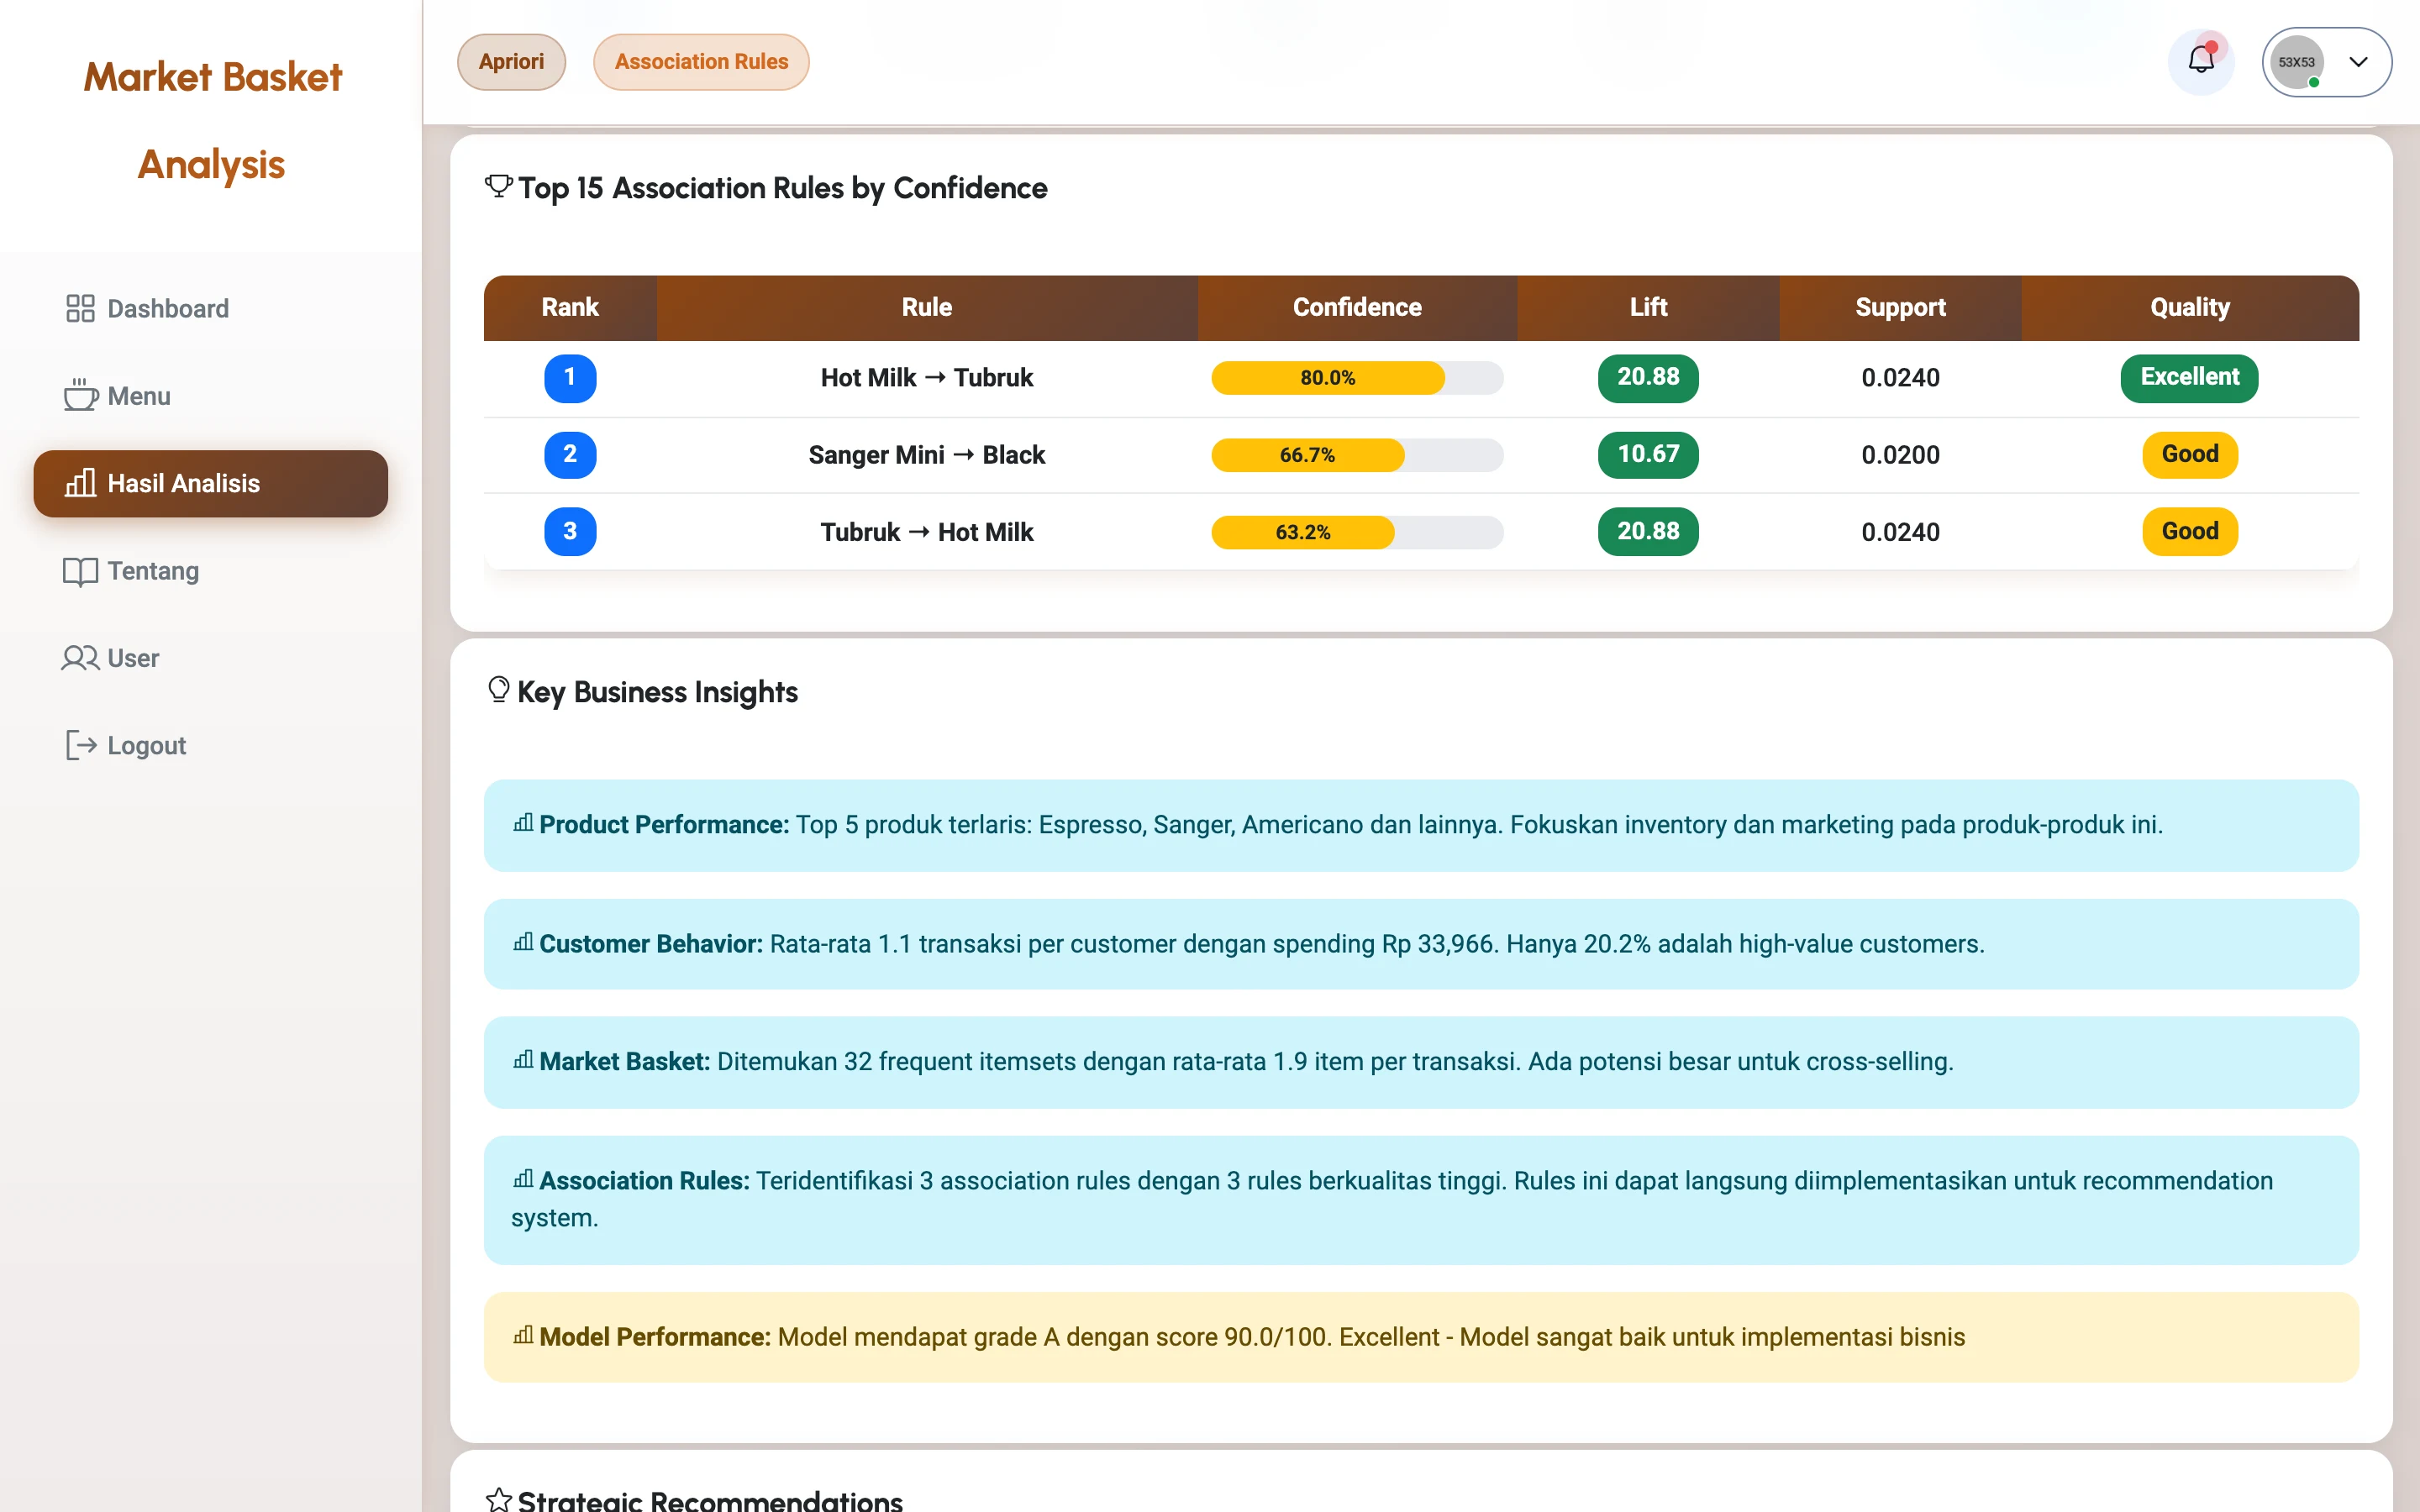 Market Basket
Analysis
Dashboard
Menu
Hasil Analisis
Tentang
User
Logout
Apriori
Association Rules
53X53
Top 15 Association Rules by Confidence
Rank Rule Confidence Lift Support Quality
1 Hot Milk → Tubruk 80.0% 20.88 0.0240 Excellent
2 Sanger Mini → Black 66.7% 10.67 0.0200 Good
3 Tubruk → Hot Milk 63.2% 20.88 0.0240 Good
Key Business Insights
Product Performance: Top 5 produk terlaris: Espresso, Sanger, Americano dan lainnya. Fokuskan inventory dan marketing pada produk-produk ini.
Customer Behavior: Rata-rata 1.1 transaksi per customer dengan spending Rp 33,966. Hanya 20.2% adalah high-value customers.
Market Basket: Ditemukan 32 frequent itemsets dengan rata-rata 1.9 item per transaksi. Ada potensi besar untuk cross-selling.
Association Rules: Teridentifikasi 3 association rules dengan 3 rules berkualitas tinggi. Rules ini dapat langsung diimplementasikan untuk recommendation
system.
Model Performance: Model mendapat grade A dengan score 90.0/100. Excellent - Model sangat baik untuk implementasi bisnis
Strategic Recommendations